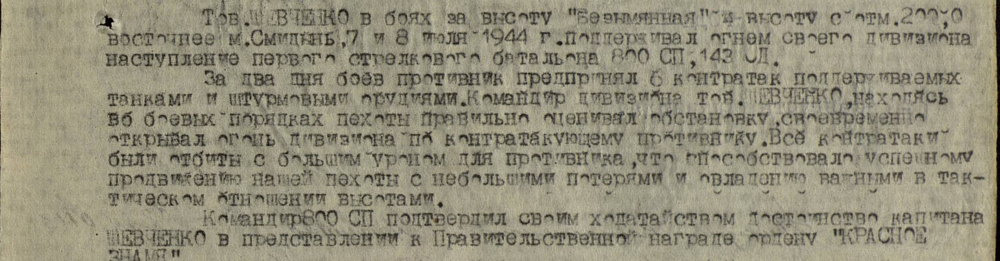 Тов.ШЕВЧЕНКО в боях за высоту "Безымянная" и высоту с отм.200,0
восточнее м.Смидынь,7 и 8 июля 1944 г.поддерживал огнем своего дивизиона
наступление первого стрелкового батальона 800 СП,143 СД.
За два дня боев противник предпринял 6 контратак поддерживаемых
танками и штурмовыми орудиями.Командир дивизиона тов.ШЕВЧЕНКО,находясь
вб боевых порядках пехоты правильно оценивал обстановку,своевременно
открывал огонь дивизиона по контратакующему противнику.Все контратаки
были отбиты с большим уроном для противника,что способствовало успешному
продвижению нашей пехоты с небольшими потерями и овладению важными в так-
тическом отношении высотами.
Командир800 СП подтвердил своим ходатайством достоинство капитана
ШЕВЧЕНКО в представлении к Правительственной награде ордену "КРАСНОЕ
ЗНАМЯ"